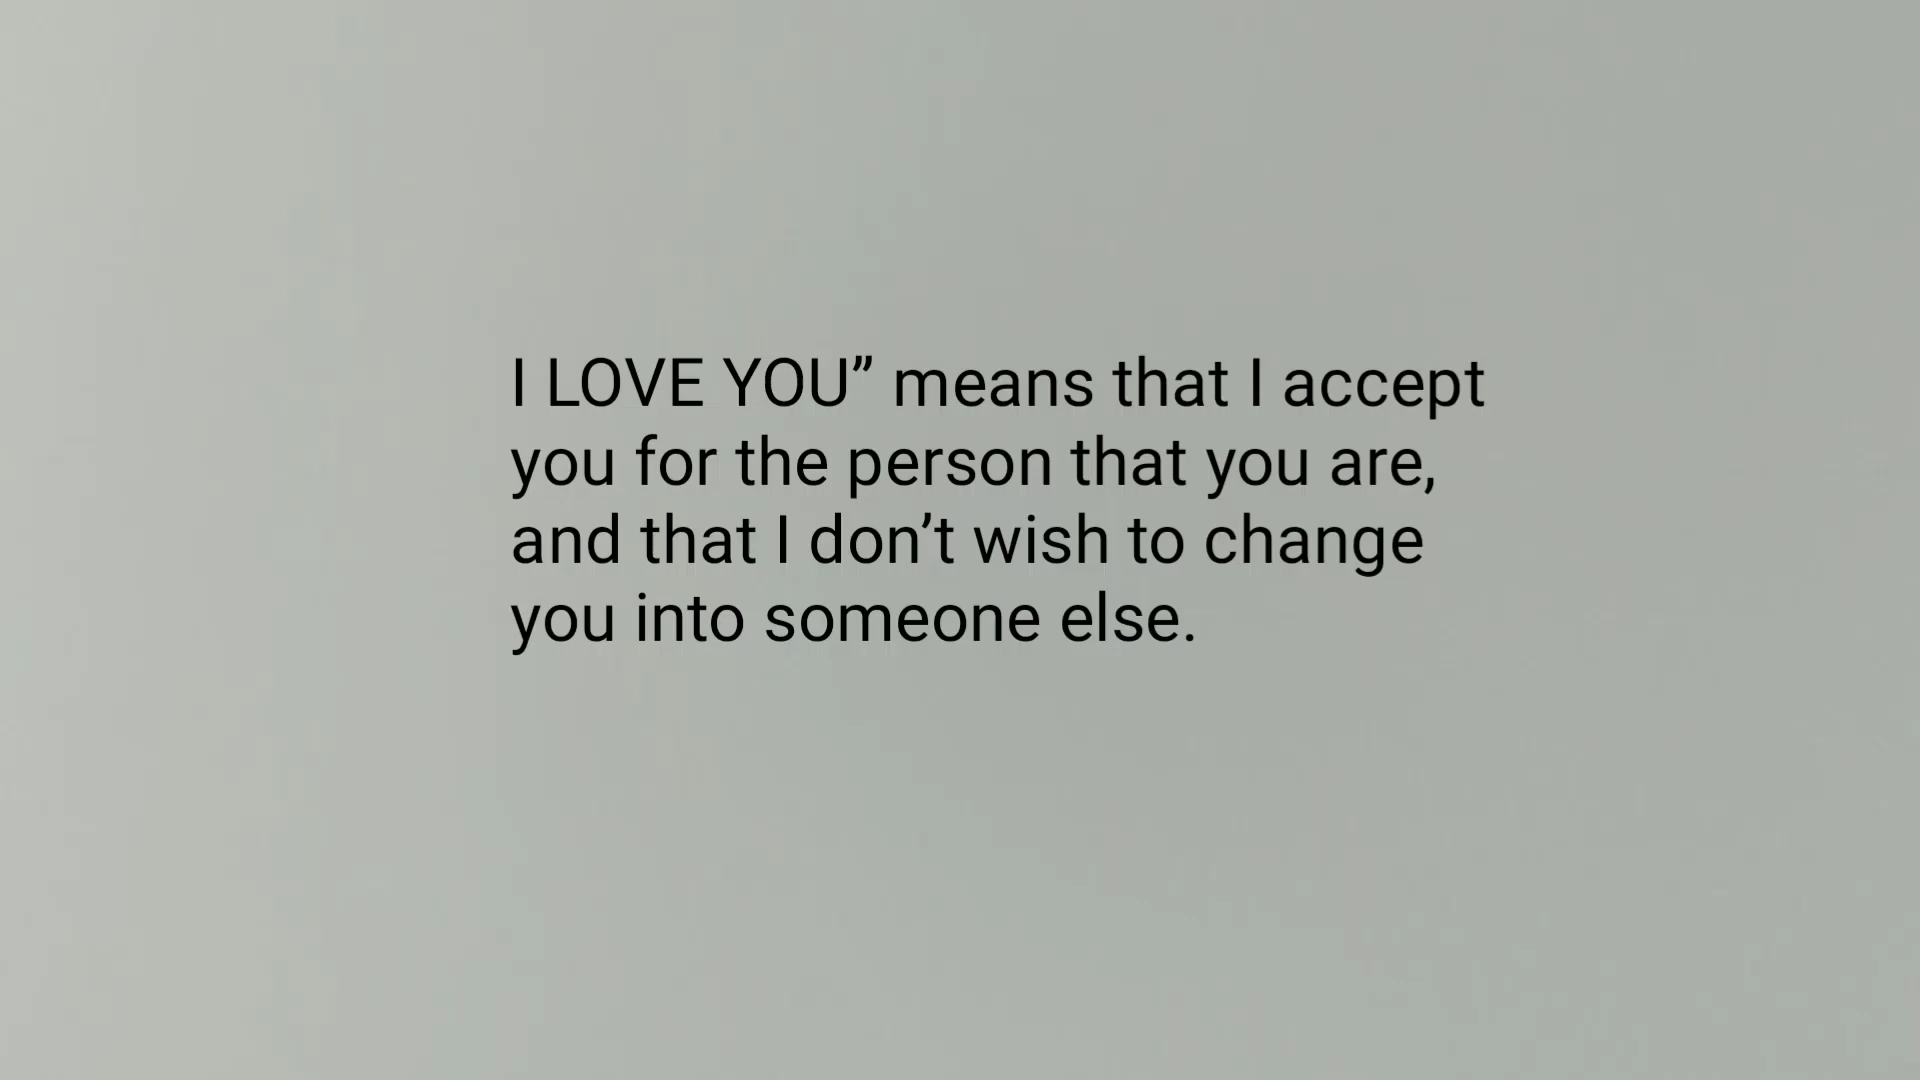 I LOVE YOU” means that I accept
you for the person that you are,
and that I don’t wish to change
you into someone else.